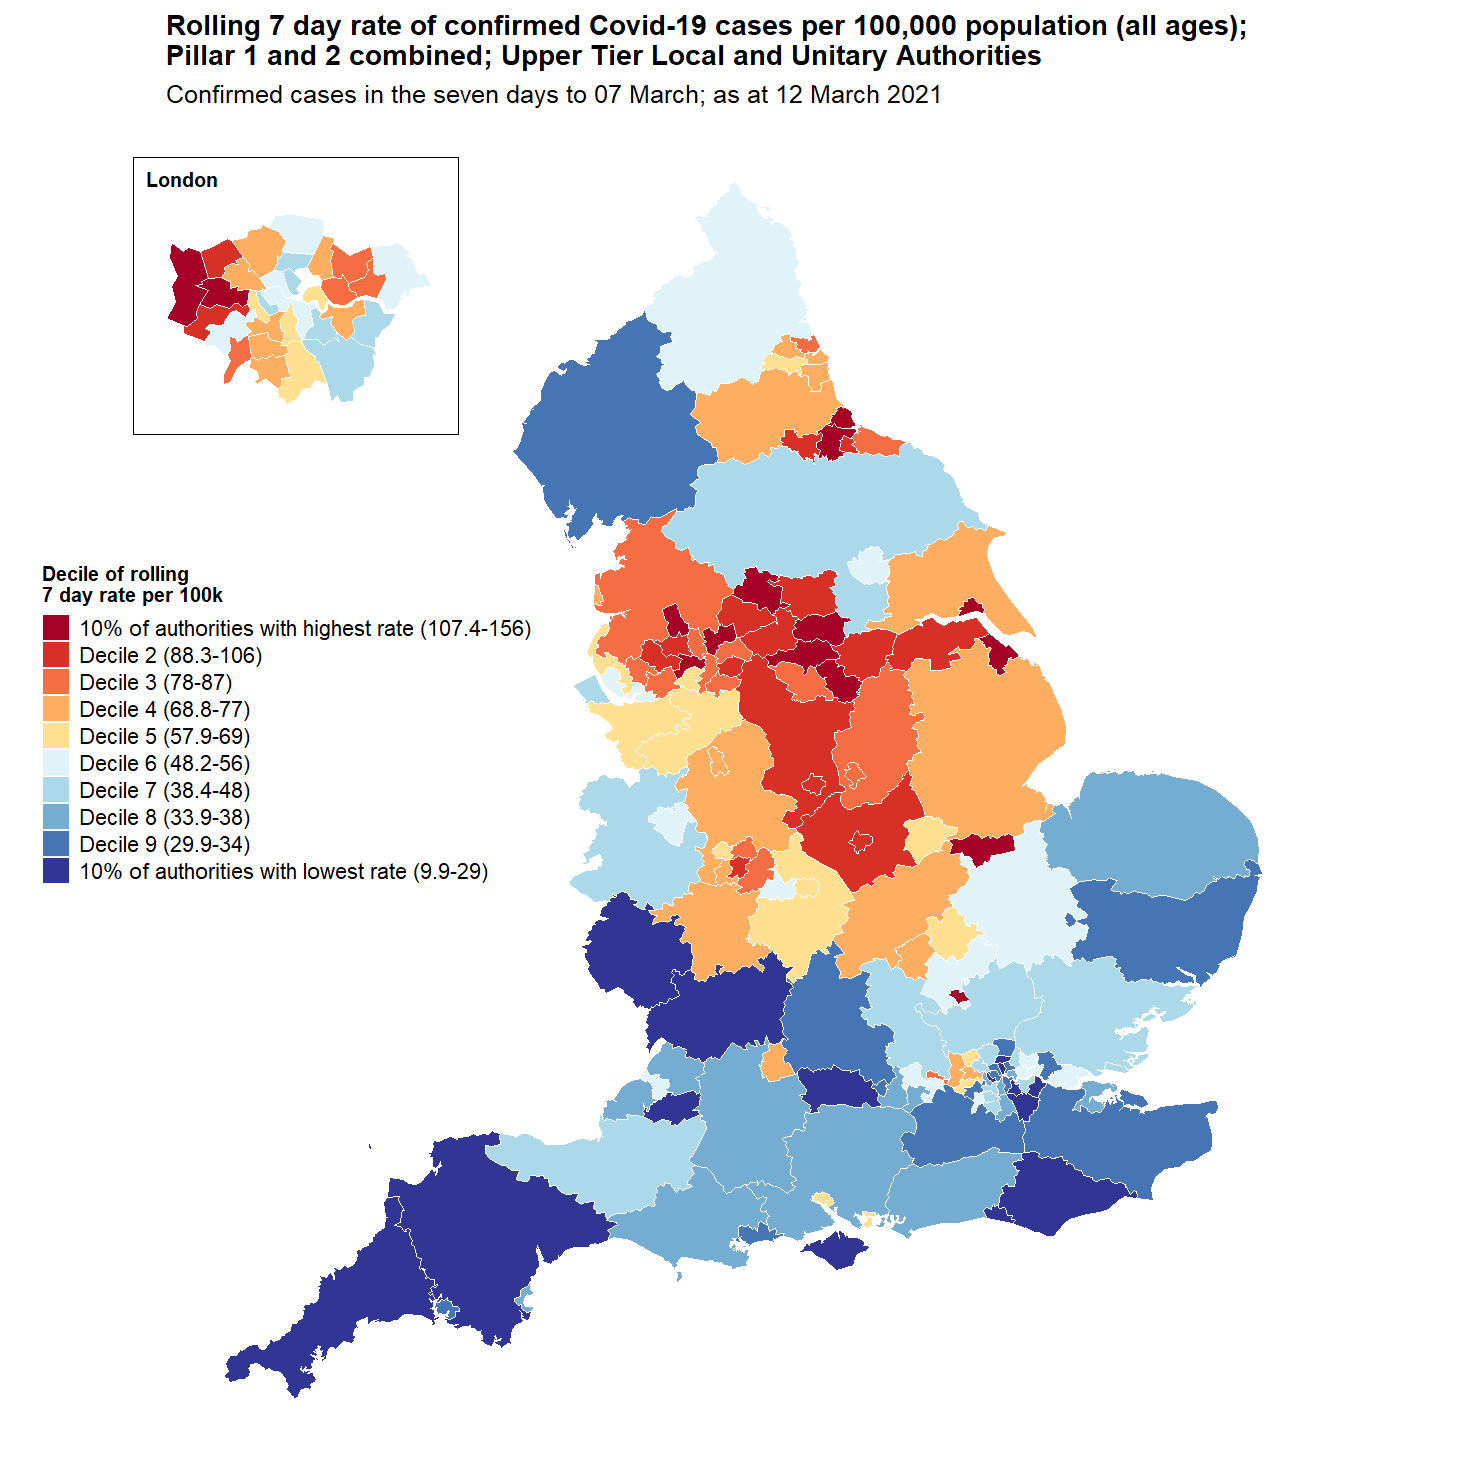 Rolling 7 day rate of confirmed Covid-19 cases per 100,000 population (all ages);
Pillar 1 and 2 combined; Upper Tier Local and Unitary Authorities
Confirmed cases in the seven days to 07 March; as at 12 March 2021
London
Decile of rolling
7 day rate per 100k
10% of authorities with highest rate (107.4-156)
Decile 2 (88.3-106)
Decile 3 (78-87)
Decile 4 (68.8-77)
Decile 5 (57.9-69)
Decile 6 (48.2-56)
Decile 7 (38.4-48)
Decile 8 (33.9-38)
Decile 9 (29.9-34)
10% of authorities with lowest rate (9.9-29)